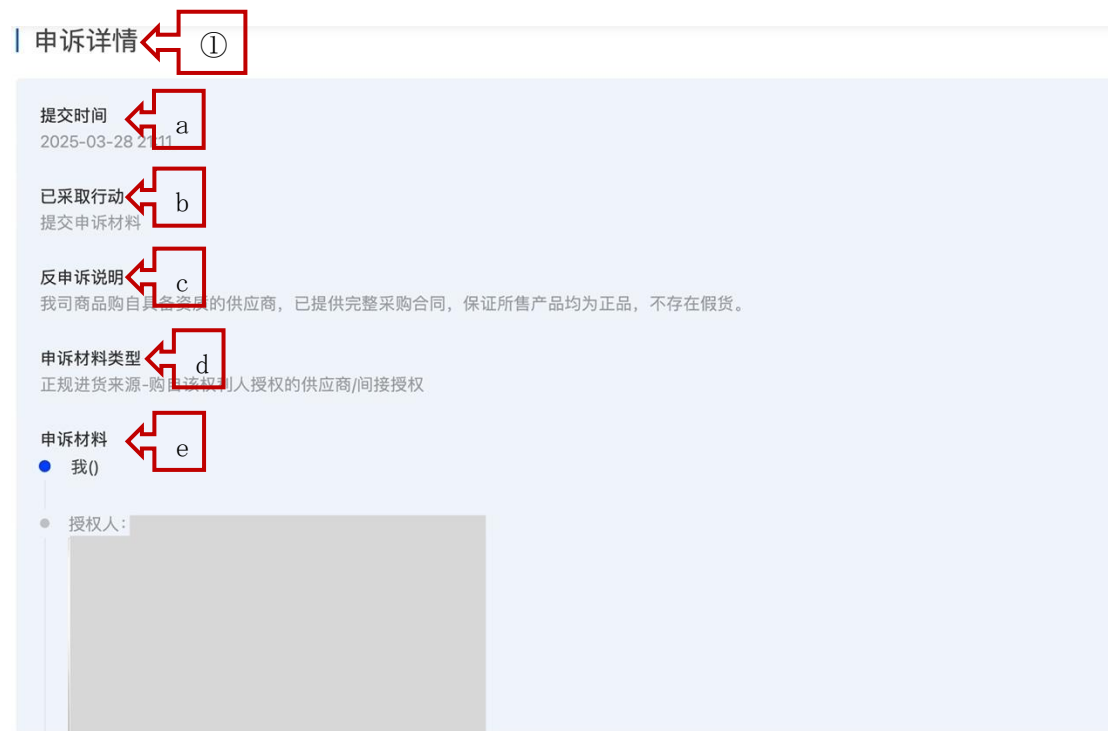 申诉详情 ①
提交时间 a
2025-03-28 21:11
已采取行动 b
提交申诉材料
反申诉说明 c
我司商品购自具备资质的供应商，已提供完整采购合同，保证所售产品均为正品，不存在假货。
申诉材料类型 d
正规进货来源-购自该权利人授权的供应商/间接授权
申诉材料 e
我()
授权人：